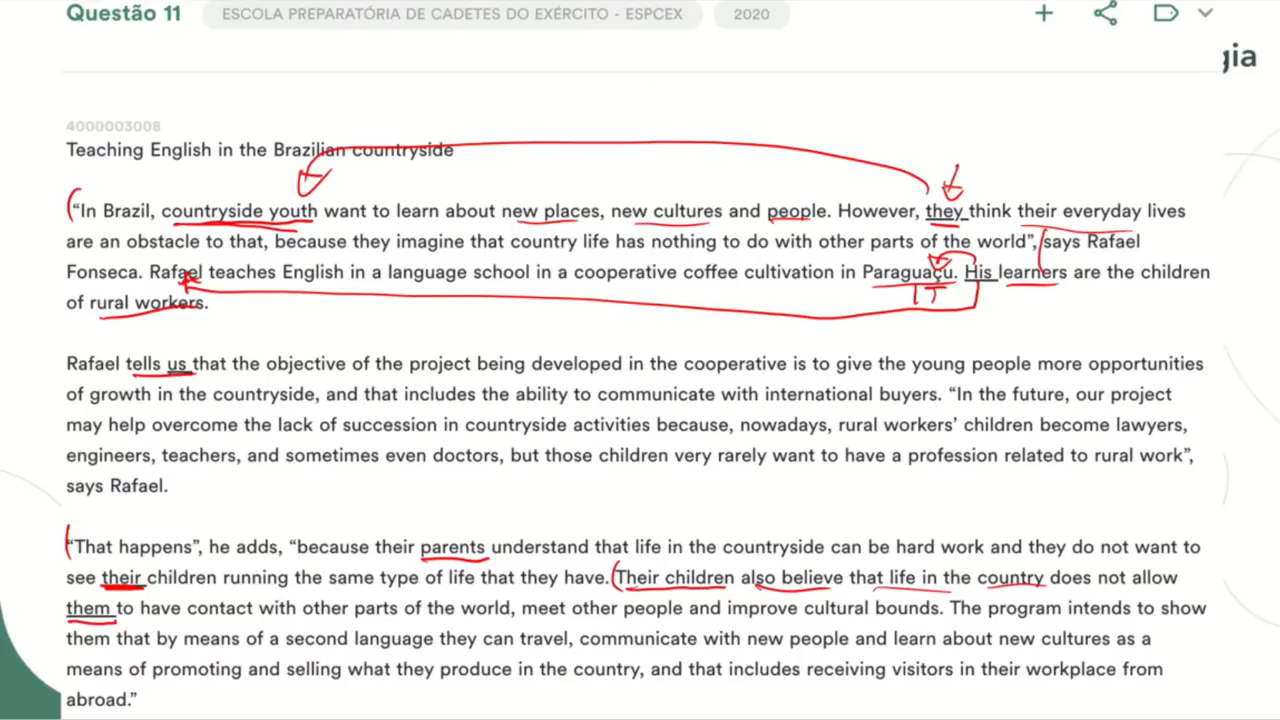 Questão 11 ESCOLA PREPARATÓRIA DE CADETES DO EXÉRCITO - ESPCEX 2020
gia
4000003008
Teaching English in the Brazilian countryside
“In Brazil, countryside youth want to learn about new places, new cultures and people. However, they think their everyday lives
are an obstacle to that, because they imagine that country life has nothing to do with other parts of the world”, says Rafael
Fonseca. Rafael teaches English in a language school in a cooperative coffee cultivation in Paraguaçu. His learners are the children
IT
of rural workers.
Rafael tells us that the objective of the project being developed in the cooperative is to give the young people more opportunities
of growth in the countryside, and that includes the ability to communicate with international buyers. “In the future, our project
may help overcome the lack of succession in countryside activities because, nowadays, rural workers’ children become lawyers,
engineers, teachers, and sometimes even doctors, but those children very rarely want to have a profession related to rural work”,
says Rafael.
“That happens”, he adds, “because their parents understand that life in the countryside can be hard work and they do not want to
see their children running the same type of life that they have. Their children also believe that life in the country does not allow
them to have contact with other parts of the world, meet other people and improve cultural bounds. The program intends to show
them that by means of a second language they can travel, communicate with new people and learn about new cultures as a
means of promoting and selling what they produce in the country, and that includes receiving visitors in their workplace from
abroad.”